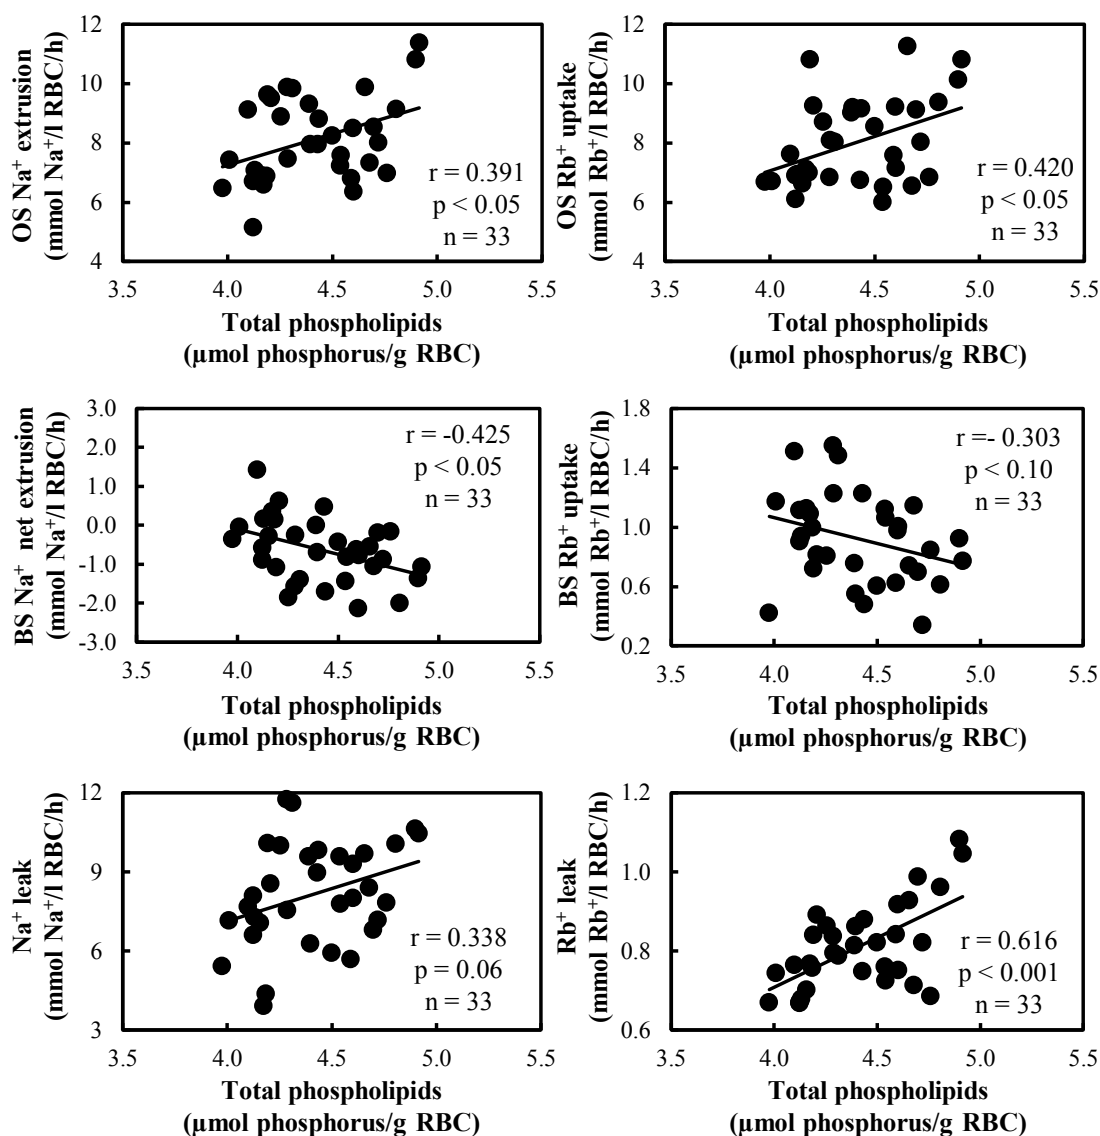 OS Na⁺ extrusion
(mmol Na⁺/l RBC/h)
12
10
8
6
4
r = 0.391
p < 0.05
n = 33
3.5 4.0 4.5 5.0 5.5
Total phospholipids
(µmol phosphorus/g RBC)
OS Rb⁺ uptake
(mmol Rb⁺/l RBC/h)
12
10
8
6
4
r = 0.420
p < 0.05
n = 33
3.5 4.0 4.5 5.0 5.5
Total phospholipids
(µmol phosphorus/g RBC)
BS Na⁺ net extrusion
(mmol Na⁺/l RBC/h)
3.0
2.0
1.0
0.0
-1.0
-2.0
-3.0
r = -0.425
p < 0.05
n = 33
3.5 4.0 4.5 5.0 5.5
Total phospholipids
(µmol phosphorus/g RBC)
BS Rb⁺ uptake
(mmol Rb⁺/l RBC/h)
1.8
1.4
1.0
0.6
0.2
r =- 0.303
p < 0.10
n = 33
3.5 4.0 4.5 5.0 5.5
Total phospholipids
(µmol phosphorus/g RBC)
Na⁺ leak
(mmol Na⁺/l RBC/h)
12
9
6
3
r = 0.338
p = 0.06
n = 33
3.5 4.0 4.5 5.0 5.5
Total phospholipids
(µmol phosphorus/g RBC)
Rb⁺ leak
(mmol Rb⁺/l RBC/h)
1.2
1.0
0.8
0.6
r = 0.616
p < 0.001
n = 33
3.5 4.0 4.5 5.0 5.5
Total phospholipids
(µmol phosphorus/g RBC)